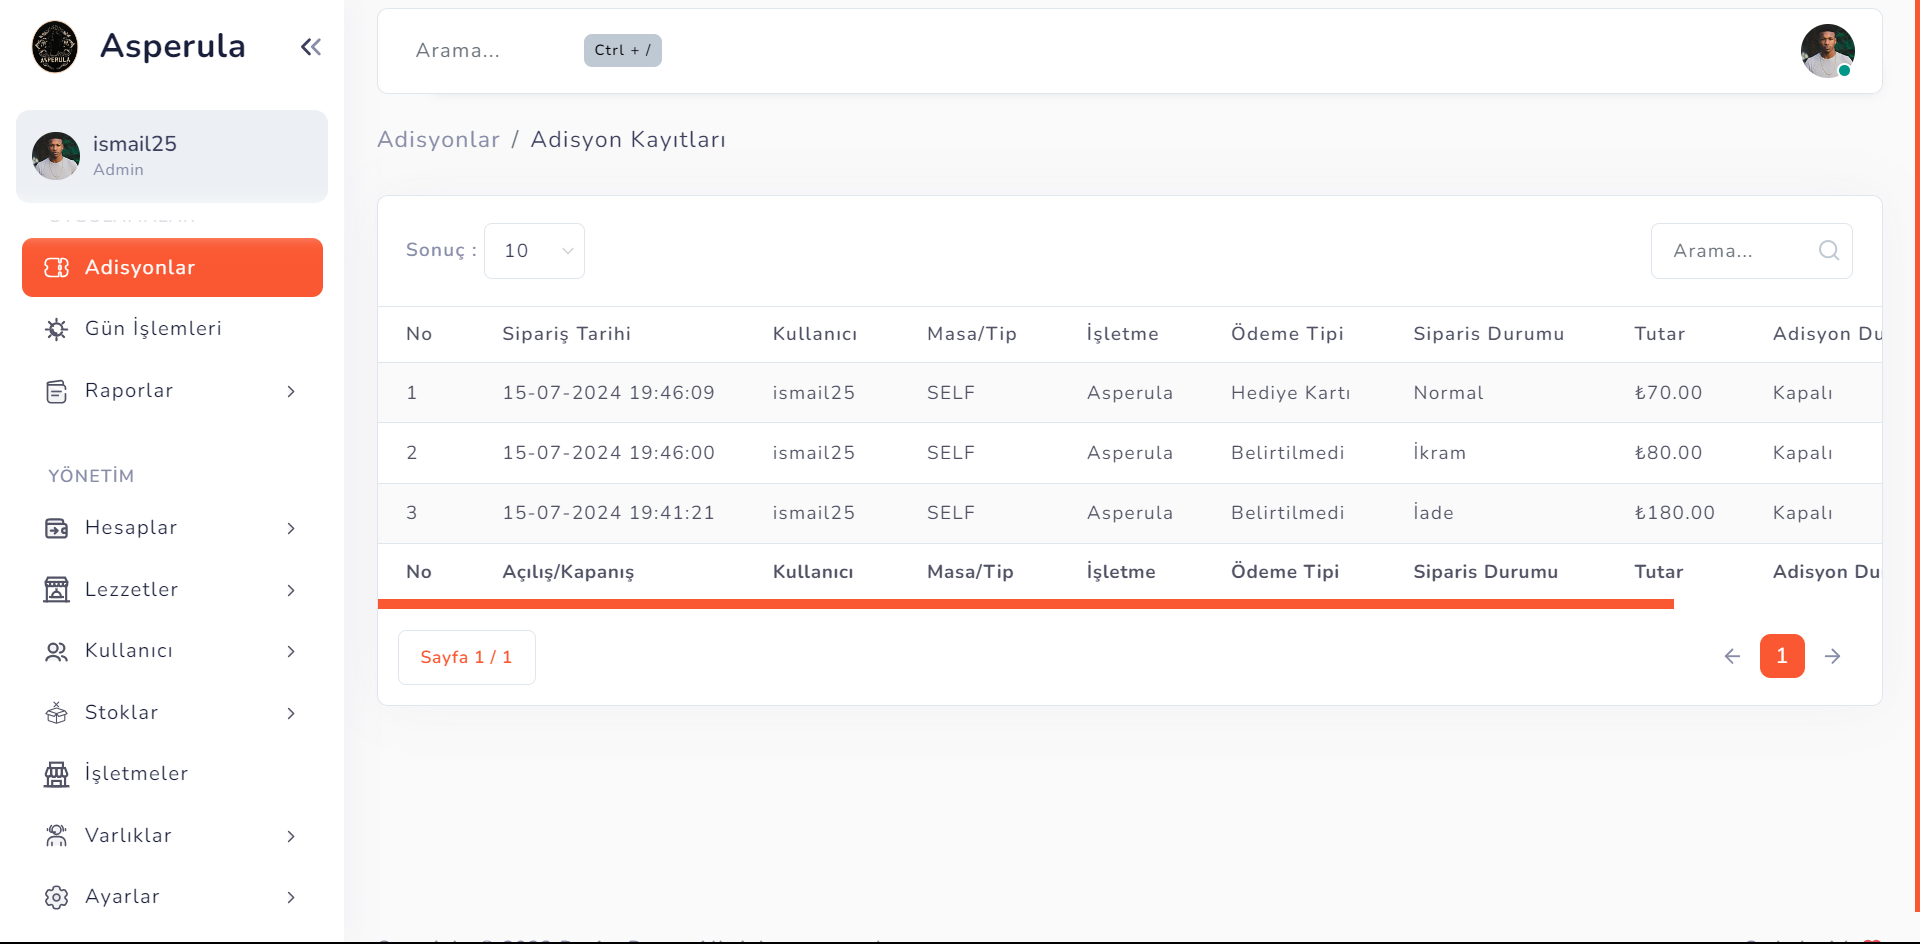 Asperula
ismail25
Admin
Adisyonlar
Gün İşlemleri
Raporlar
YÖNETİM
Hesaplar
Lezzetler
Kullanıcı
Stoklar
İşletmeler
Varlıklar
Ayarlar
Arama... Ctrl + /
Adisyonlar / Adisyon Kayıtları
Sonuç : 10 Arama...
No Sipariş Tarihi Kullanıcı Masa/Tip İşletme Ödeme Tipi Siparis Durumu Tutar Adisyon Du
1 15-07-2024 19:46:09 ismail25 SELF Asperula Hediye Kartı Normal ₺70.00 Kapalı
2 15-07-2024 19:46:00 ismail25 SELF Asperula Belirtilmedi İkram ₺80.00 Kapalı
3 15-07-2024 19:41:21 ismail25 SELF Asperula Belirtilmedi İade ₺180.00 Kapalı
No Açılış/Kapanış Kullanıcı Masa/Tip İşletme Ödeme Tipi Siparis Durumu Tutar Adisyon Du
Sayfa 1 / 1 1